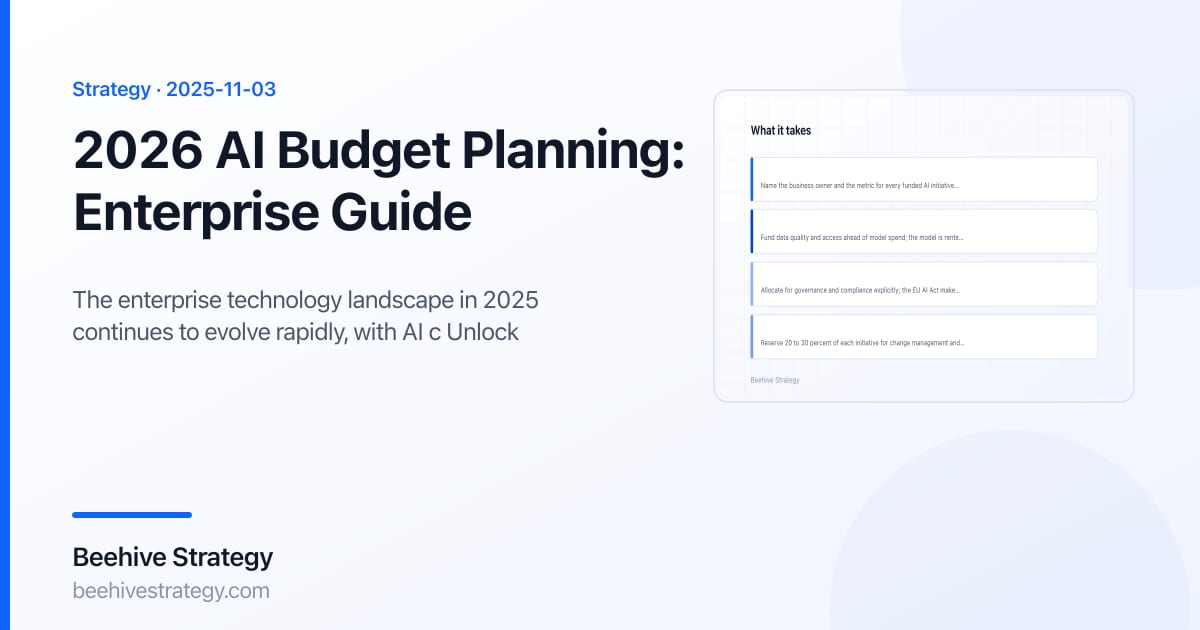 Strategy · 2025-11-03
2026 AI Budget Planning:
Enterprise Guide
The enterprise technology landscape in 2025
continues to evolve rapidly, with AI c Unlock
Beehive Strategy
beehivestrategy.com
What it takes
Name the business owner and the metric for every funded AI initiative...
Fund data quality and access ahead of model spend; the model is rente...
Allocate for governance and compliance explicitly; the EU AI Act make...
Reserve 20 to 30 percent of each initiative for change management and...
Beehive Strategy